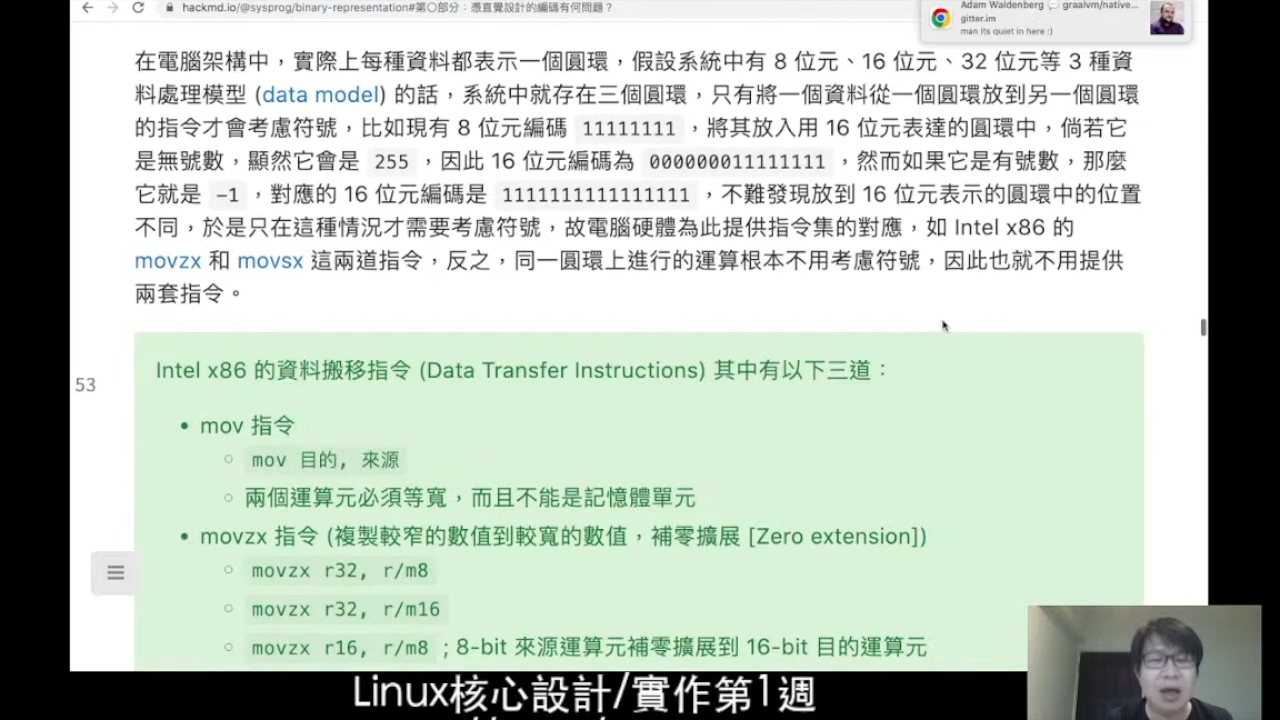 hackmd.io/@sysprog/binary-representation#第〇部分：憑直覺設計的編碼有何問題？
Adam Waldenberg 💬 graalvm/native...
gitter.im
man its quiet in here :)
在電腦架構中，實際上每種資料都表示一個圓環，假設系統中有 8 位元、16 位元、32 位元等 3 種資
料處理模型 (data model) 的話，系統中就存在三個圓環，只有將一個資料從一個圓環放到另一個圓環
的指令才會考慮符號，比如現有 8 位元編碼 11111111 ，將其放入用 16 位元表達的圓環中，倘若它
是無號數，顯然它會是 255 ，因此 16 位元編碼為 000000011111111 ，然而如果它是有號數，那麼
它就是 -1 ，對應的 16 位元編碼是 1111111111111111 ，不難發現放到 16 位元表示的圓環中的位置
不同，於是只在這種情況才需要考慮符號，故電腦硬體為此提供指令集的對應，如 Intel x86 的
movzx 和 movsx 這兩道指令，反之，同一圓環上進行的運算根本不用考慮符號，因此也就不用提供
兩套指令。
53
Intel x86 的資料搬移指令 (Data Transfer Instructions) 其中有以下三道：
• mov 指令
○ mov 目的, 來源
○ 兩個運算元必須等寬，而且不能是記憶體單元
• movzx 指令 (複製較窄的數值到較寬的數值，補零擴展 [Zero extension])
○ movzx r32, r/m8
○ movzx r32, r/m16
○ movzx r16, r/m8 ; 8-bit 來源運算元補零擴展到 16-bit 目的運算元
Linux核心設計/實作第1週